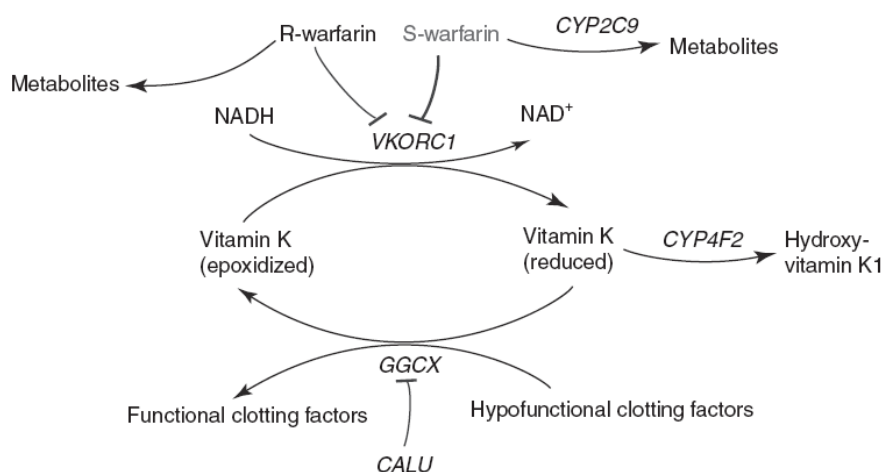 CYP2C9
R-warfarin
S-warfarin
Metabolites
Metabolites
NADH
NAD+
VKORC1
Vitamin K
(epoxidized)
Vitamin K
(reduced)
CYP4F2
Hydroxy-
vitamin K1
GGCX
Functional clotting factors
Hypofunctional clotting factors
CALU